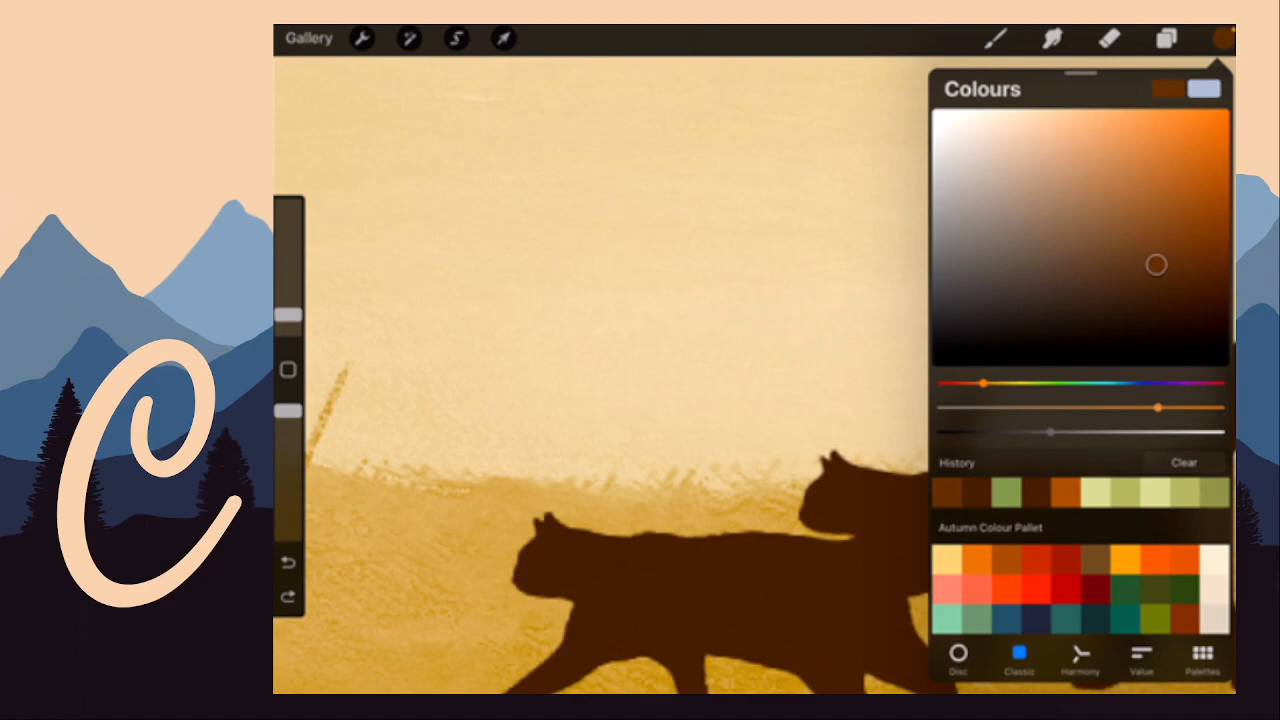 Gallery
Colours
History
Clear
Autumn Colour Pallet
Disc
Classic
Harmony
Value
Palettes
C